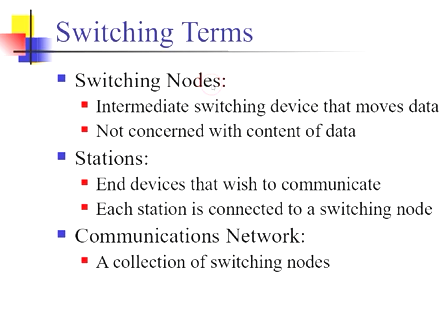 Switching Terms
Switching Nodes:
Intermediate switching device that moves data
Not concerned with content of data
Stations:
End devices that wish to communicate
Each station is connected to a switching node
Communications Network:
A collection of switching nodes